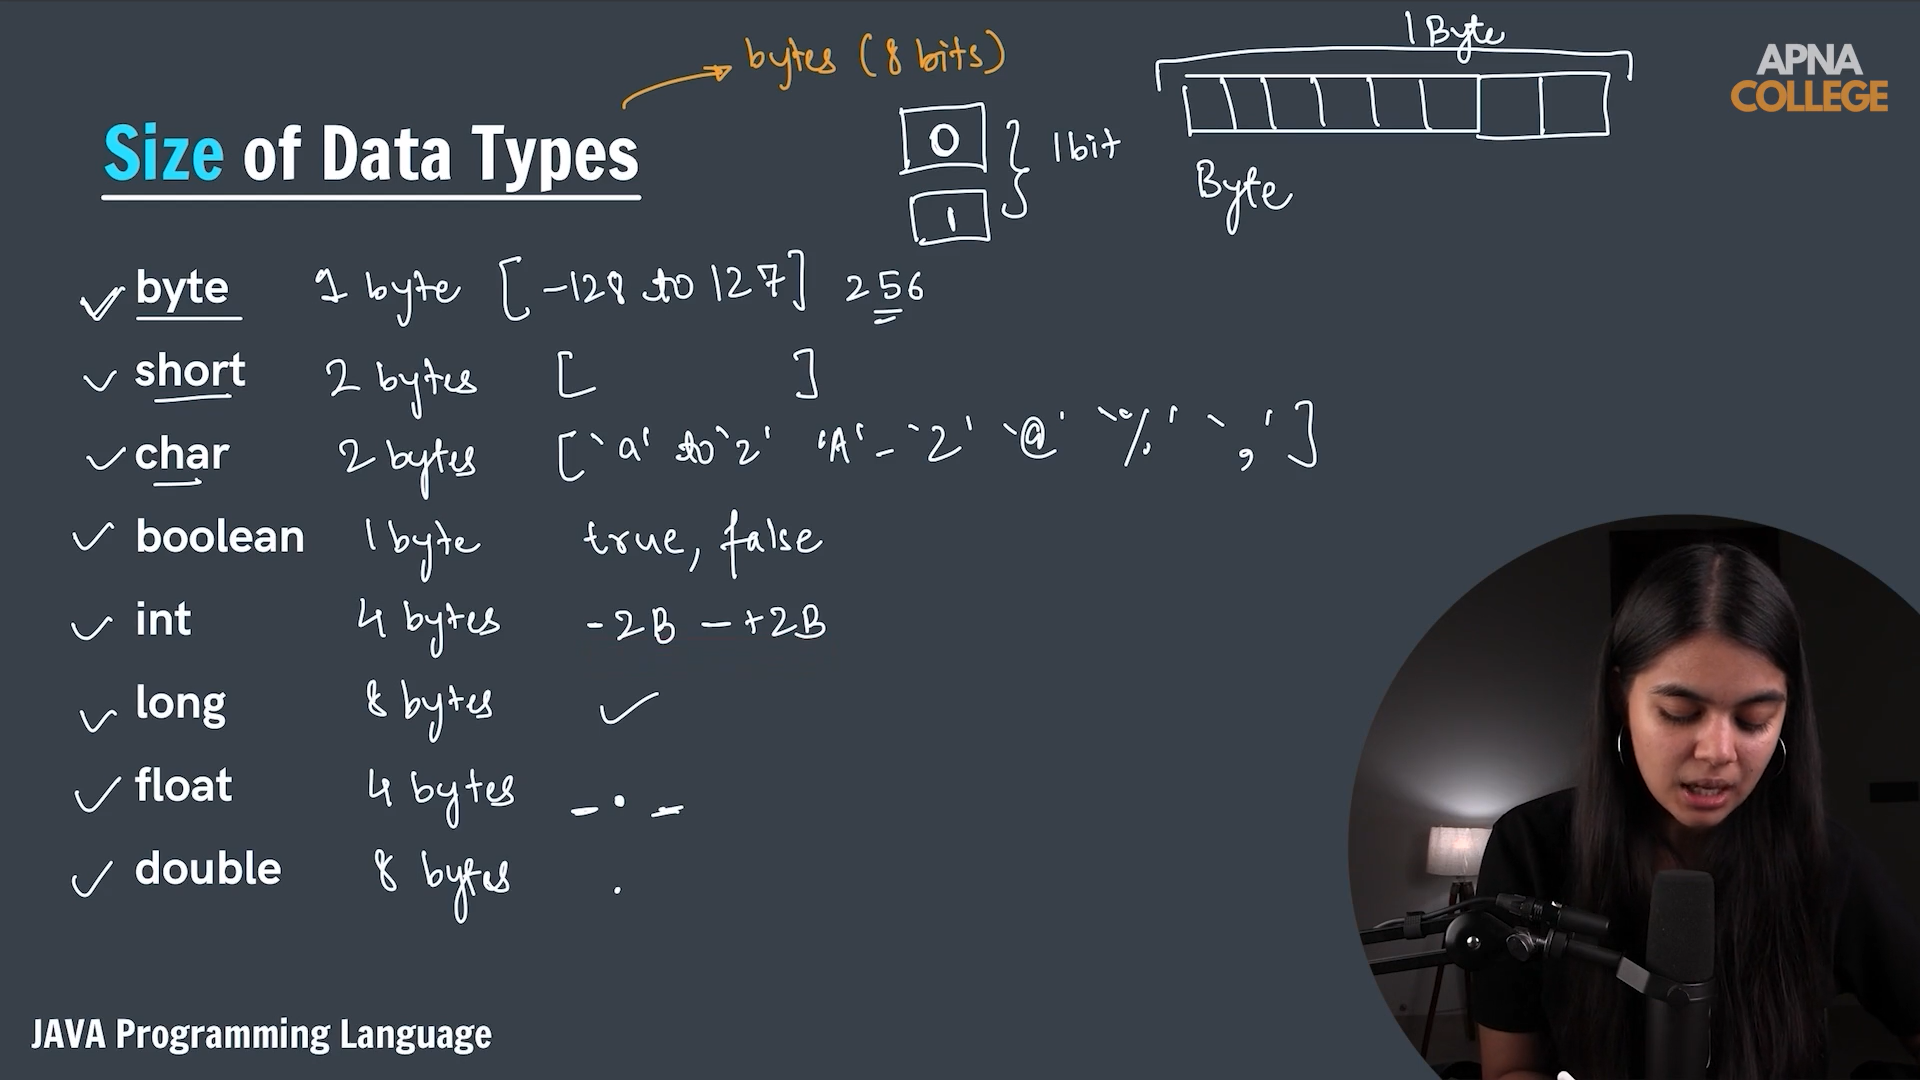 bytes (8 bits)
1 Byte
APNA
COLLEGE
Size of Data Types
0
1
1 bit
Byte
byte 1 byte [-128 to 127] 256
short 2 bytes [ ]
char 2 bytes ['a' to 'z' 'A' - 'Z' '@' '%' ',']
boolean 1 byte true, false
int 4 bytes -2B - +2B
long 8 bytes
float 4 bytes _._
double 8 bytes .
JAVA Programming Language